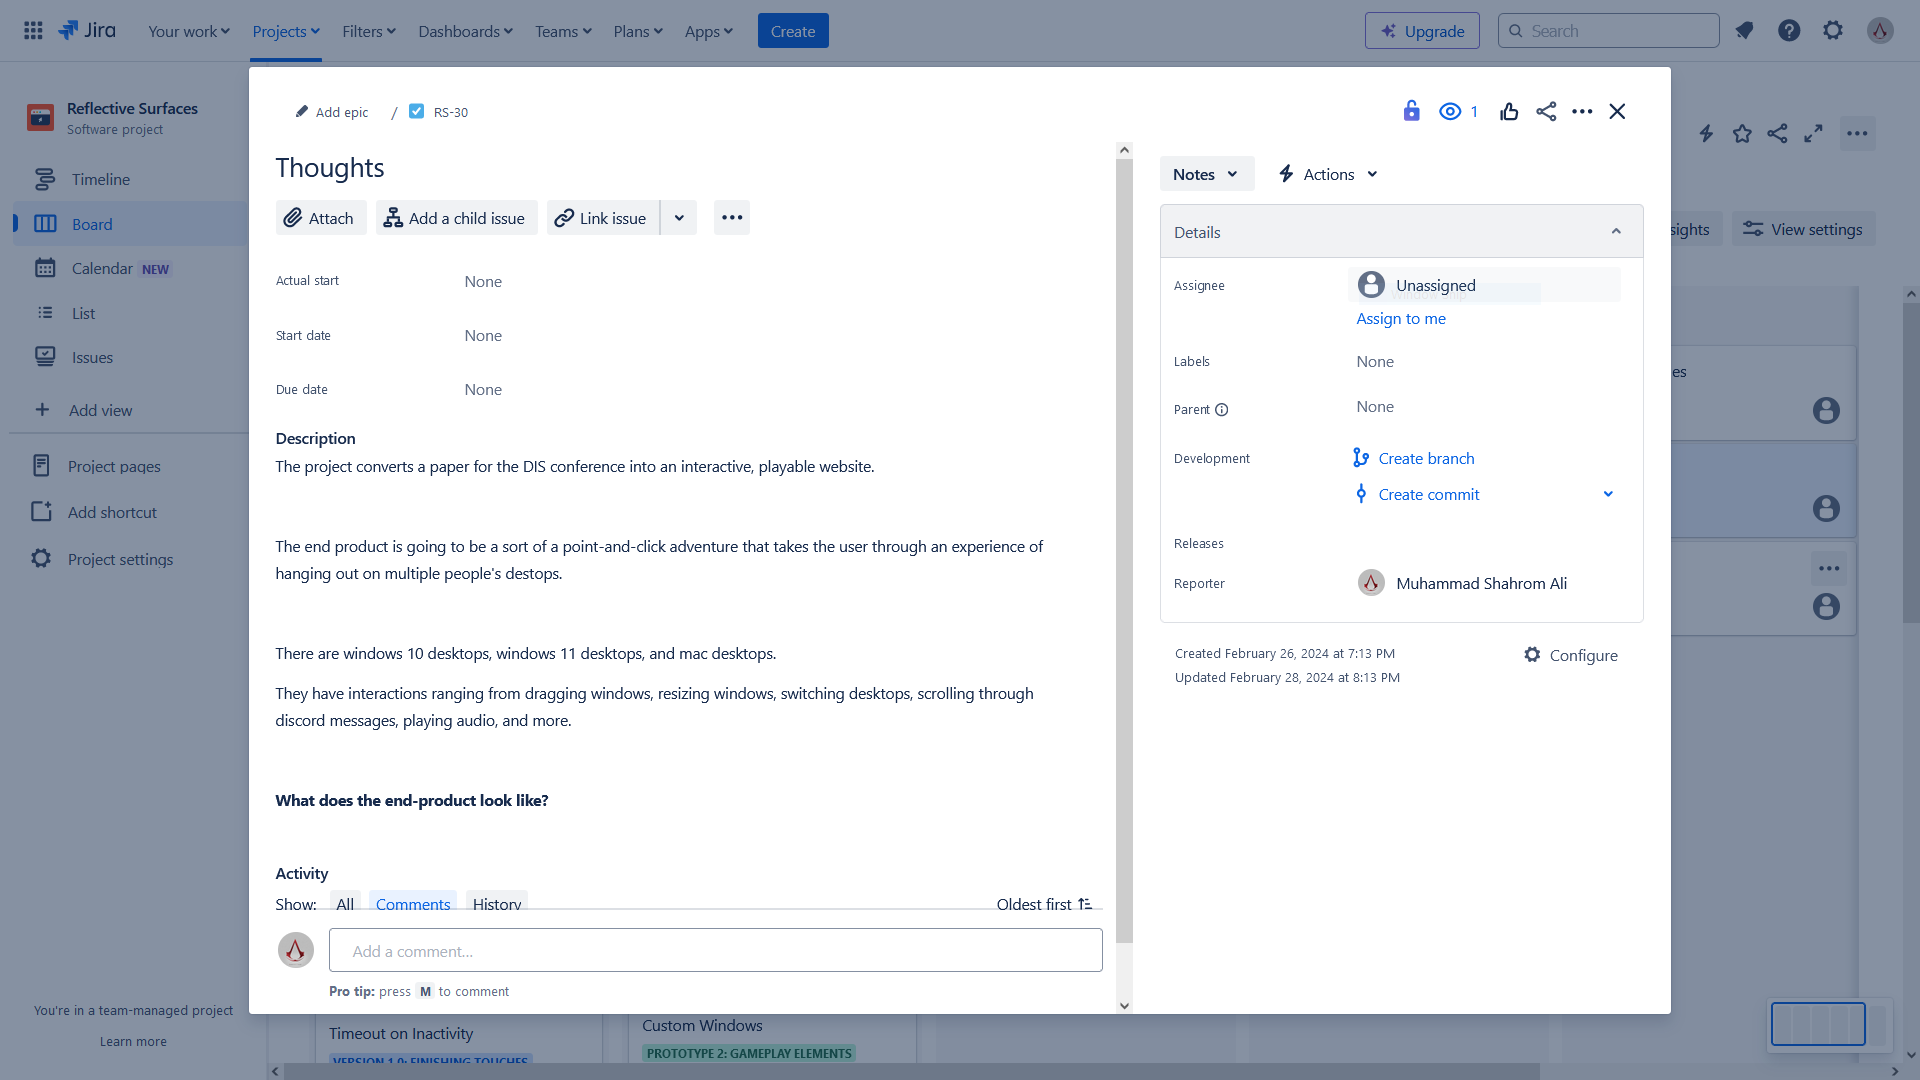 Jira
Your work
Projects
Filters
Dashboards
Teams
Plans
Apps
Create
Upgrade
Search
Reflective Surfaces
Software project
Timeline
Board
Calendar NEW
List
Issues
Add view
Project pages
Add shortcut
Project settings
You're in a team-managed project
Learn more
Add epic / RS-30
1
Thoughts
Attach
Add a child issue
Link issue
Actual start None
Start date None
Due date None
Description
The project converts a paper for the DIS conference into an interactive, playable website.
The end product is going to be a sort of a point-and-click adventure that takes the user through an experience of
hanging out on multiple people's destops.
There are windows 10 desktops, windows 11 desktops, and mac desktops.
They have interactions ranging from dragging windows, resizing windows, switching desktops, scrolling through
discord messages, playing audio, and more.
What does the end-product look like?
Activity
Show: All Comments History
Oldest first
Add a comment...
Pro tip: press M to comment
Notes
Actions
Details
Assignee Unassigned
Assign to me
Labels None
Parent None
Development Create branch
Create commit
Releases
Reporter Muhammad Shahrom Ali
Created February 26, 2024 at 7:13 PM
Updated February 28, 2024 at 8:13 PM
Configure
sights
View settings
es
Timeout on Inactivity
VERSION 1.0: FINISHING TOUCHES
Custom Windows
PROTOTYPE 2: GAMEPLAY ELEMENTS